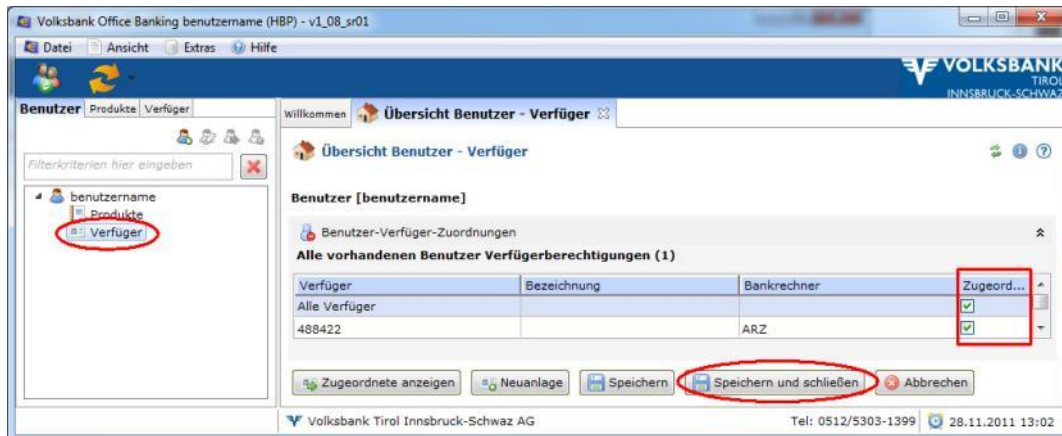 Volksbank Office Banking benutzername (HBP) - v1_08_sr01
Datei Ansicht Extras Hilfe
VOLKSBANK
TIROL
INNSBRUCK-SCHWAZ
Benutzer Produkte Verfüger
Willkommen Übersicht Benutzer - Verfüger
Filterkriterien hier eingeben
Übersicht Benutzer - Verfüger
benutzername
Produkte
Verfüger
Benutzer [benutzername]
Benutzer-Verfüger-Zuordnungen
Alle vorhandenen Benutzer Verfügerberechtigungen (1)
Verfüger Bezeichnung Bankrechner Zugeord...
Alle Verfüger
488422 ARZ
Zugeordnete anzeigen Neuanlage Speichern Speichern und schließen Abbrechen
Volksbank Tirol Innsbruck-Schwaz AG Tel: 0512/5303-1399 28.11.2011 13:02